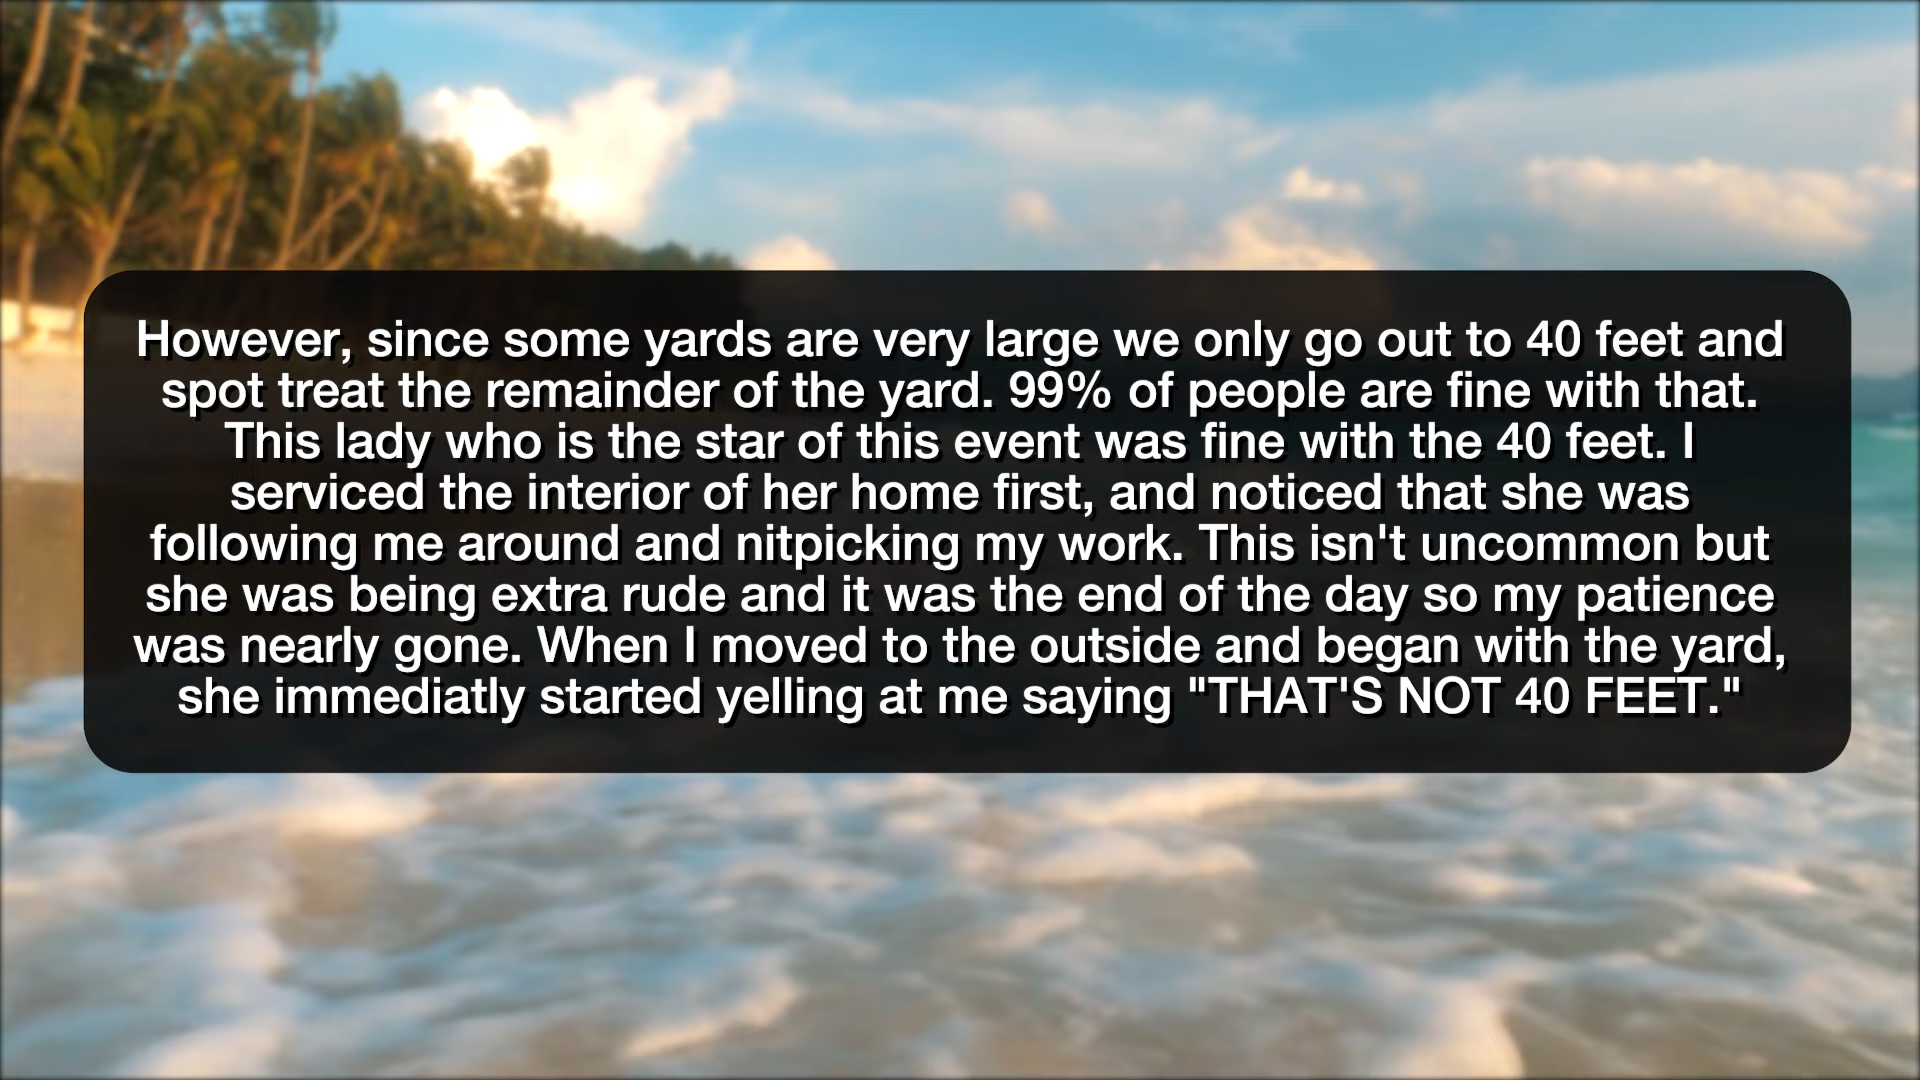 However, since some yards are very large we only go out to 40 feet and
spot treat the remainder of the yard. 99% of people are fine with that.
This lady who is the star of this event was fine with the 40 feet. I
serviced the interior of her home first, and noticed that she was
following me around and nitpicking my work. This isn't uncommon but
she was being extra rude and it was the end of the day so my patience
was nearly gone. When I moved to the outside and began with the yard,
she immediatly started yelling at me saying "THAT'S NOT 40 FEET."